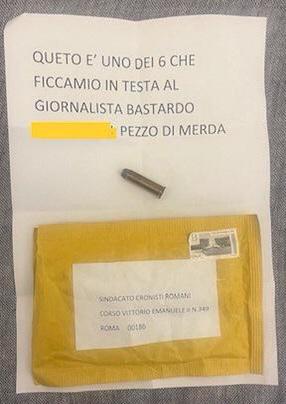 QUETO E' UNO DEI 6 CHE
FICCAMIO IN TESTA AL
GIORNALISTA BASTARDO
PEZZO DI MERDA
SINDACATO CRONISTI ROMANI
CORSO VITTORIO EMANUELE II N.349
ROMA 00186